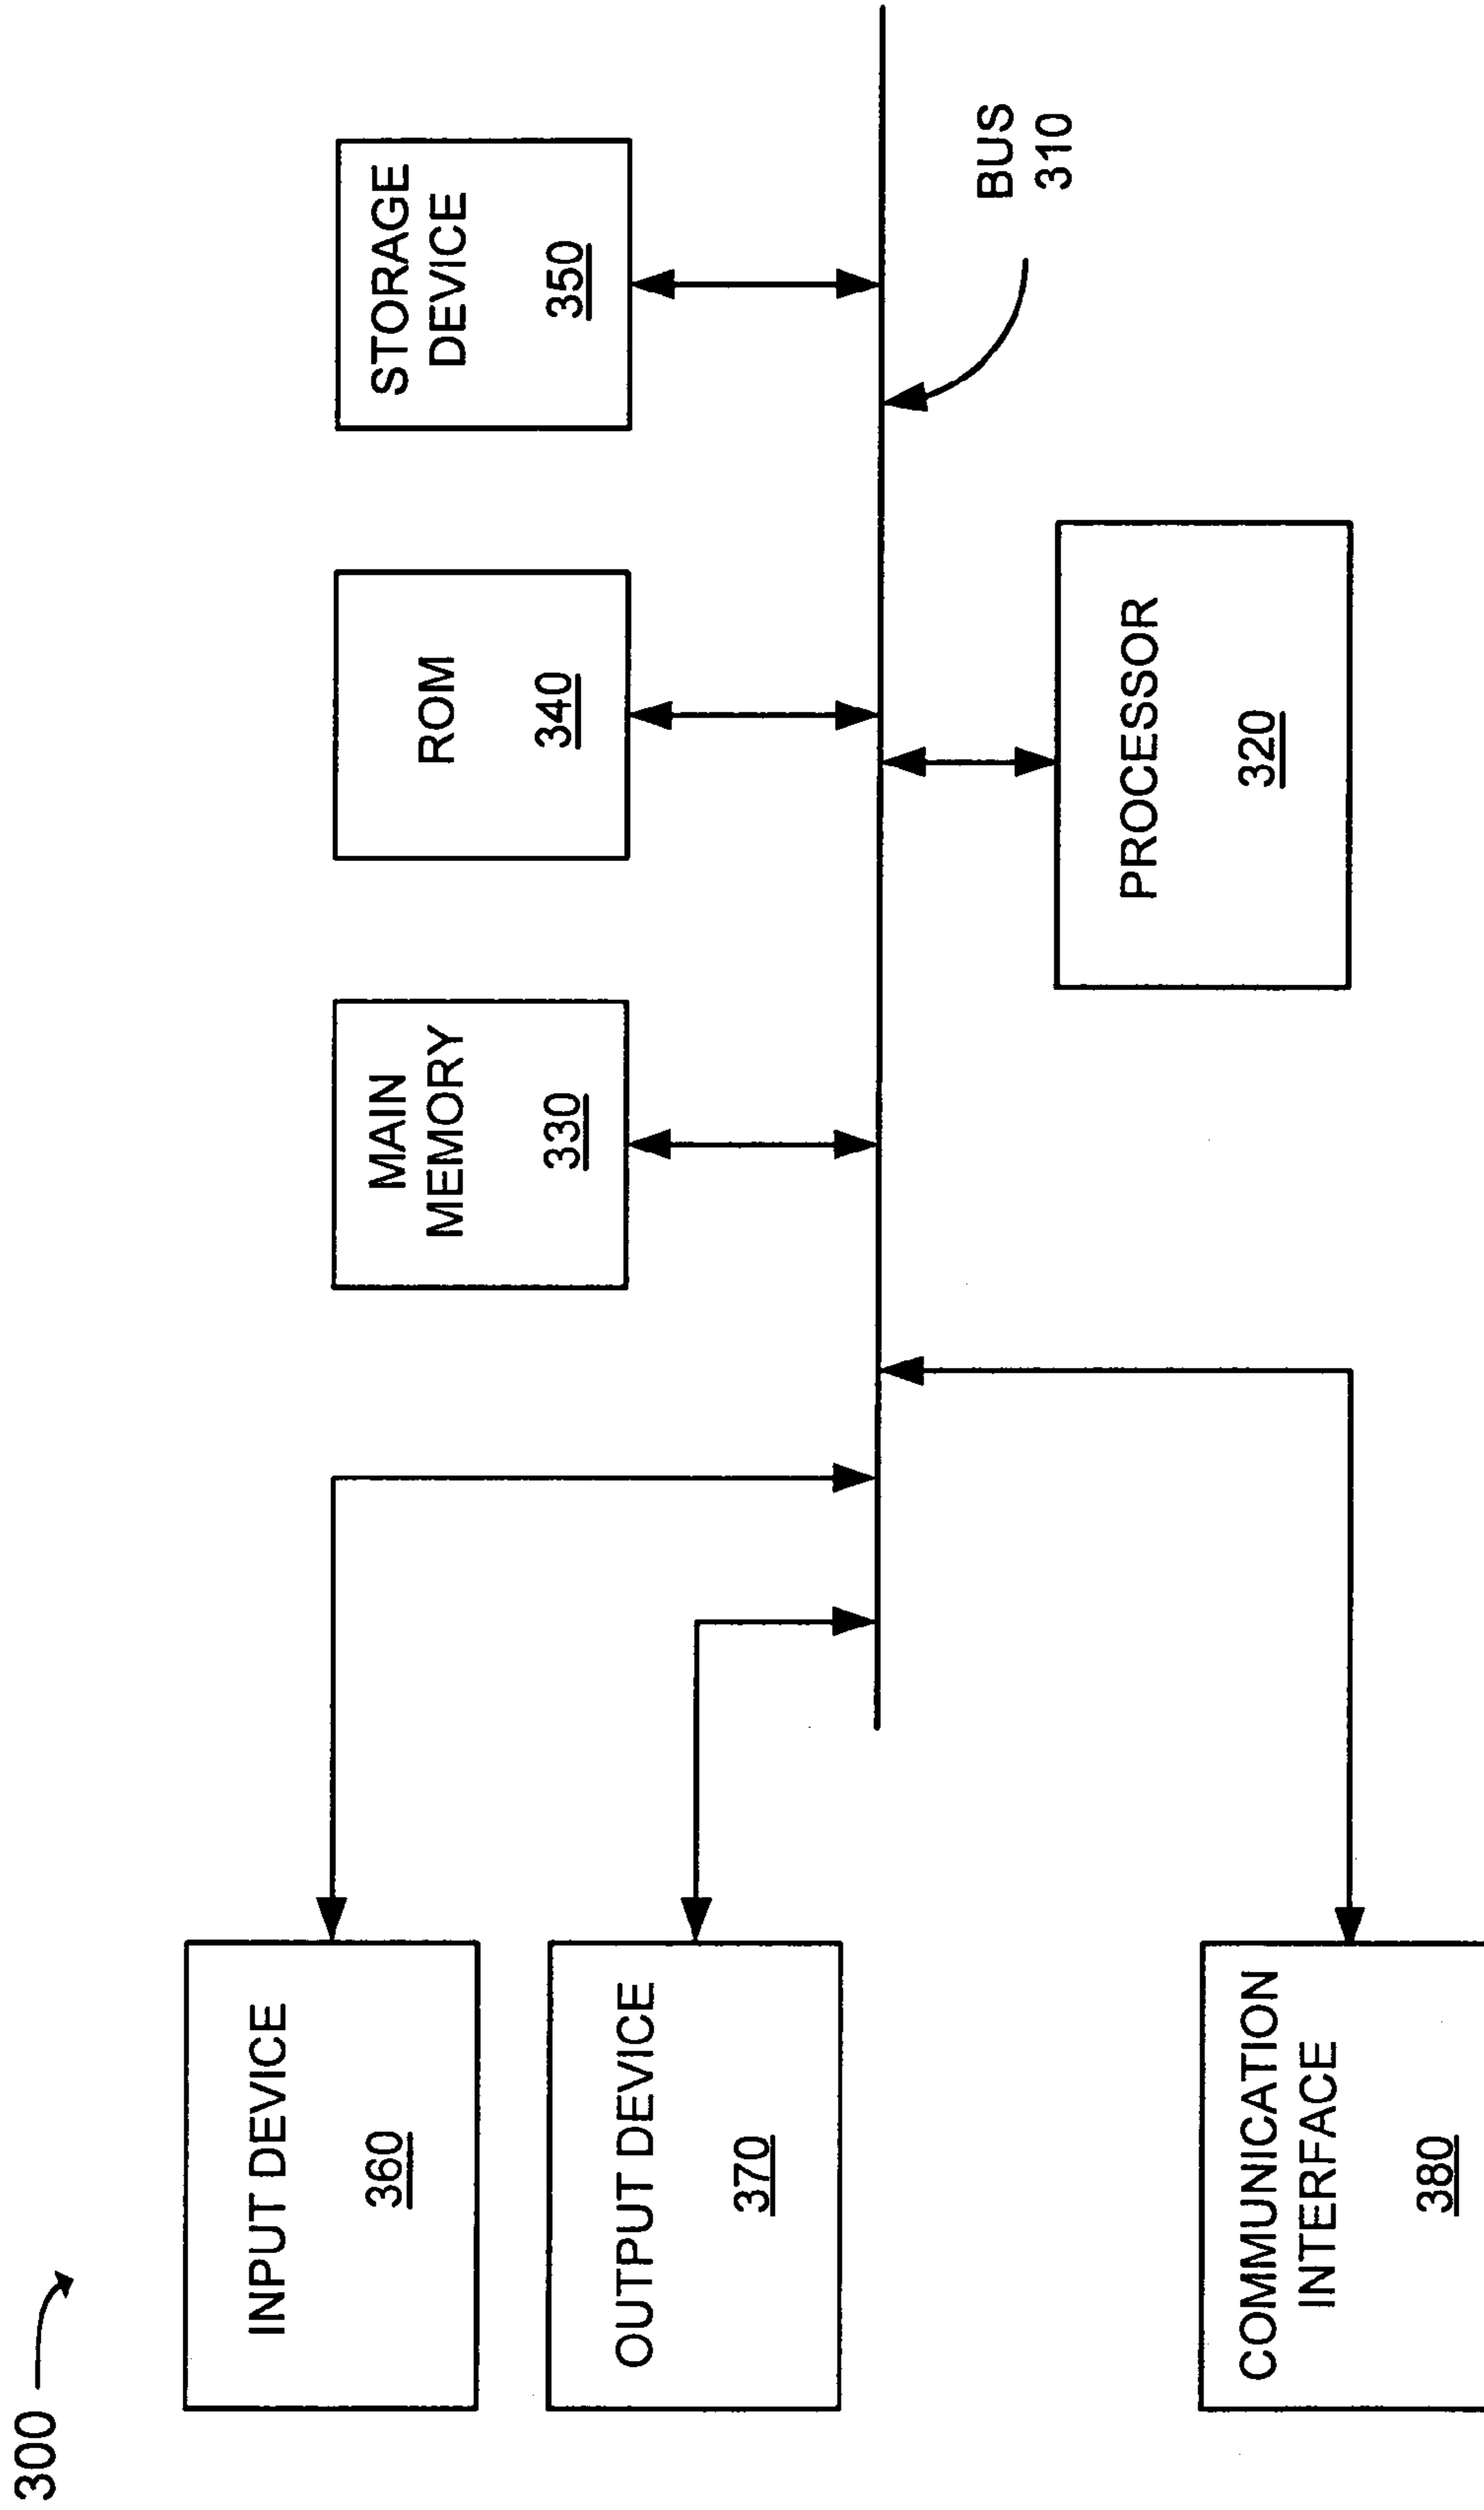 300
INPUT DEVICE
360
OUTPUT DEVICE
370
COMMUNICATION
INTERFACE
380
MAIN
MEMORY
330
ROM
340
STORAGE
DEVICE
350
BUS
310
PROCESSOR
320